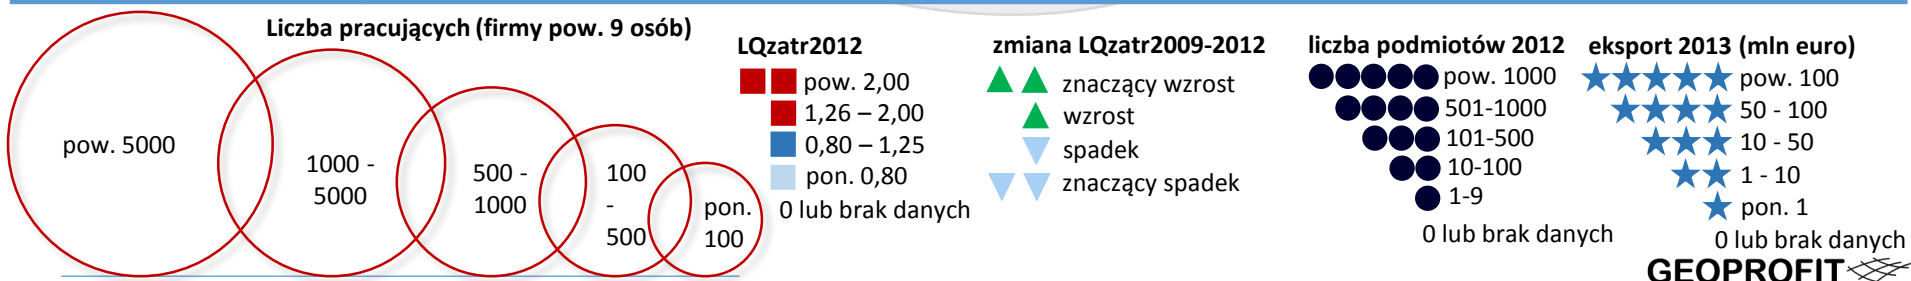 Liczba pracujących (firmy pow. 9 osób)
pow. 5000
1000 -
5000
500 -
1000
100
-
500
pon.
100
LQzatr2012
pow. 2,00
1,26 – 2,00
0,80 – 1,25
pon. 0,80
0 lub brak danych
zmiana LQzatr2009-2012
znaczący wzrost
wzrost
spadek
znaczący spadek
liczba podmiotów 2012
pow. 1000
501-1000
101-500
10-100
1-9
0 lub brak danych
eksport 2013 (mln euro)
pow. 100
50 - 100
10 - 50
1 - 10
pon. 1
0 lub brak danych
GEOPROFIT